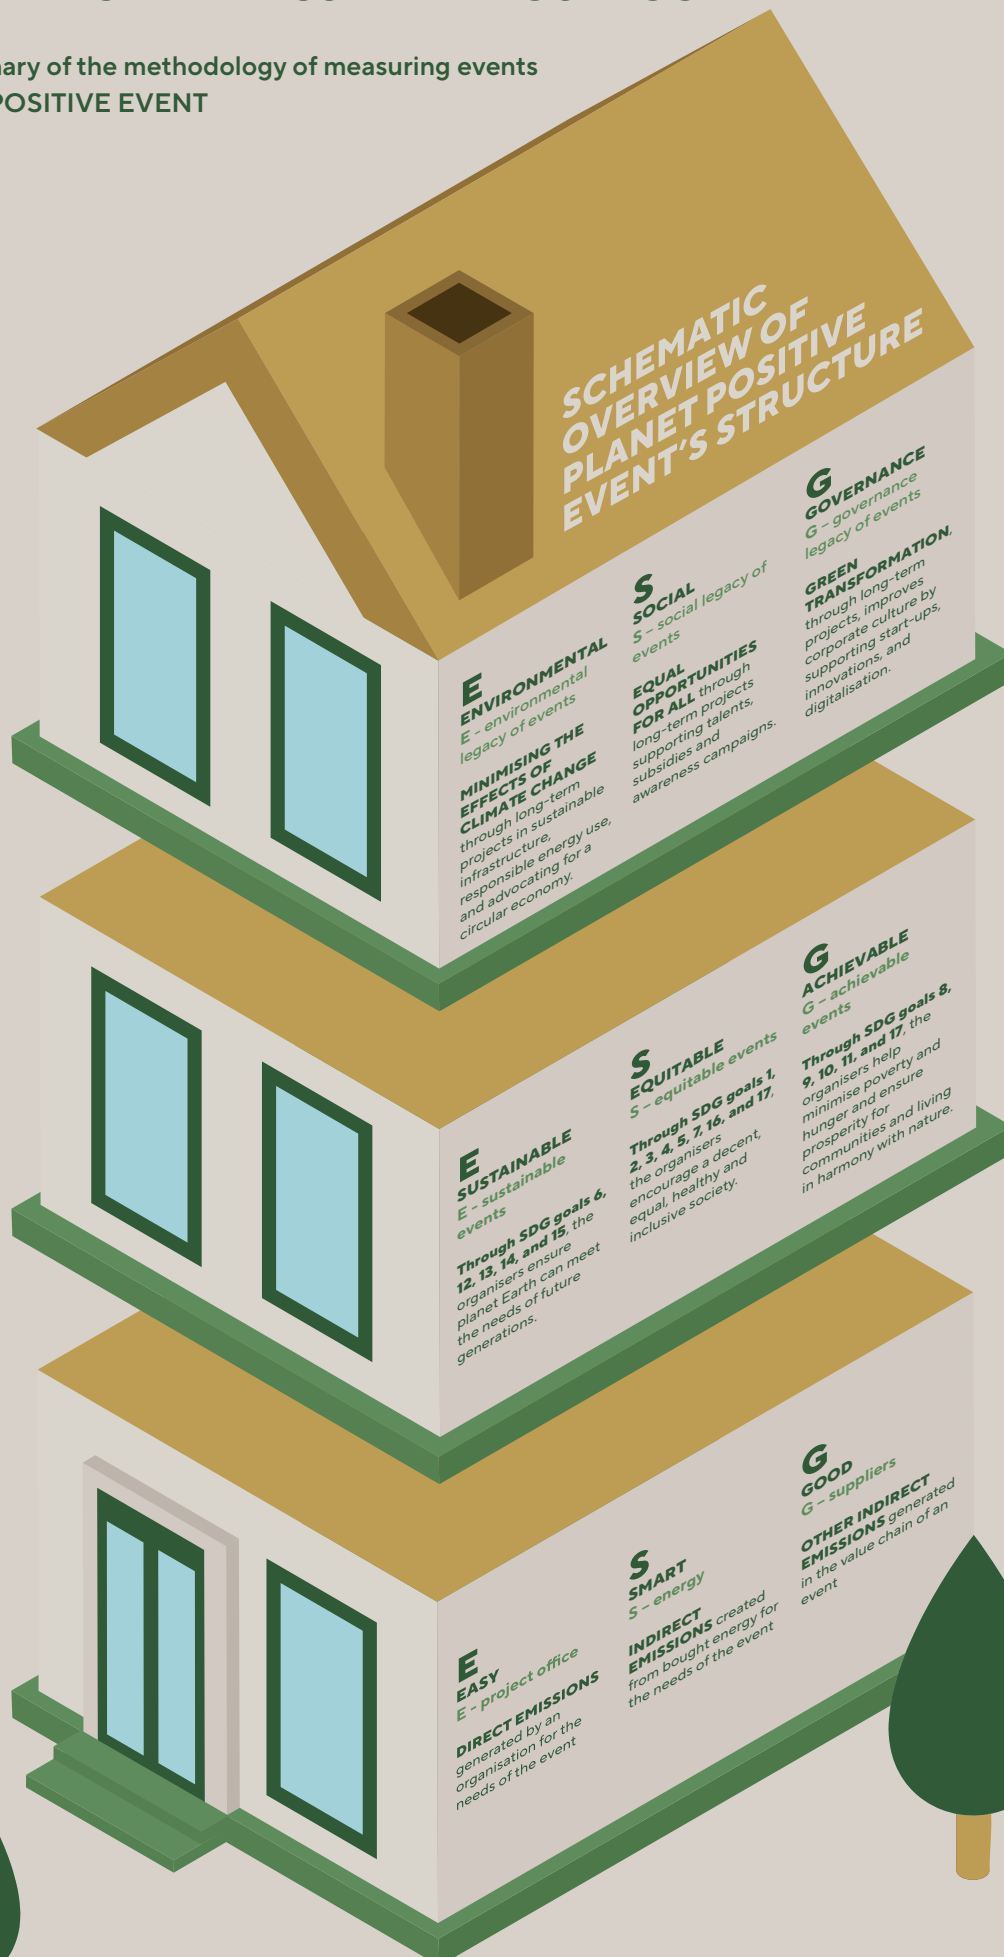 ary of the methodology of measuring events
POSITIVE EVENT
SCHEMATIC
OVERVIEW OF
PLANET POSITIVE
EVENT'S STRUCTURE
E
ENVIRONMENTAL
E - environmental
legacy of events
MINIMISING THE
EFFECTS OF
CLIMATE CHANGE
through long-term
projects in sustainable
infrastructure,
responsible energy use,
and advocating for a
circular economy.
S
SOCIAL
S – social legacy of
events
EQUAL
OPPORTUNITIES
FOR ALL through
long-term projects
supporting talents,
subsidies and
awareness campaigns.
G
GOVERNANCE
G – governance
legacy of events
GREEN
TRANSFORMATION,
through long-term
projects, improves
corporate culture by
supporting start-ups,
innovations, and
digitalisation.
E
SUSTAINABLE
E - sustainable
events
Through SDG goals 6,
12, 13, 14, and 15, the
organisers ensure
planet Earth can meet
the needs of future
generations.
S
EQUITABLE
S – equitable events
Through SDG goals 1,
2, 3, 4, 5, 7, 16, and 17,
the organisers
encourage a decent,
equal, healthy and
inclusive society.
G
ACHIEVABLE
G – achievable
events
Through SDG goals 8,
9, 10, 11, and 17, the
organisers help
minimise poverty and
hunger and ensure
prosperity for
communities and living
in harmony with nature.
E
EASY
E - project office
DIRECT EMISSIONS
generated by an
organisation for the
needs of the event
S
SMART
S – energy
INDIRECT
EMISSIONS created
from bought energy for
the needs of the event
G
GOOD
G – suppliers
OTHER INDIRECT
EMISSIONS generated
in the value chain of an
event